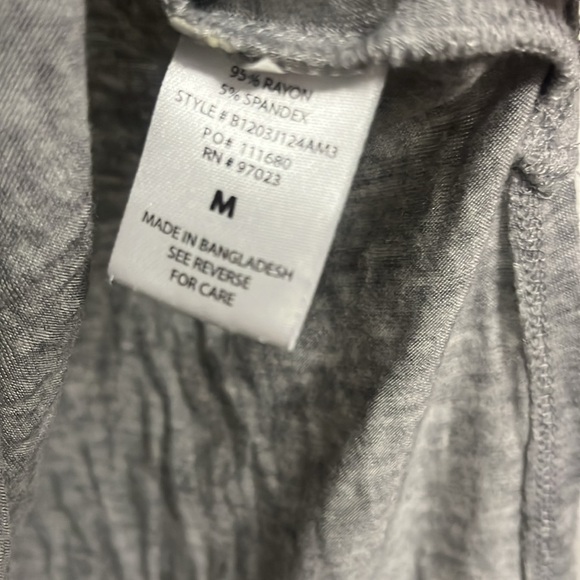 95% RAYON
5% SPANDEX
STYLE # B1203J124AM3
PO# 111680
RN # 97023
M
MADE IN BANGLADESH
SEE REVERSE
FOR CARE